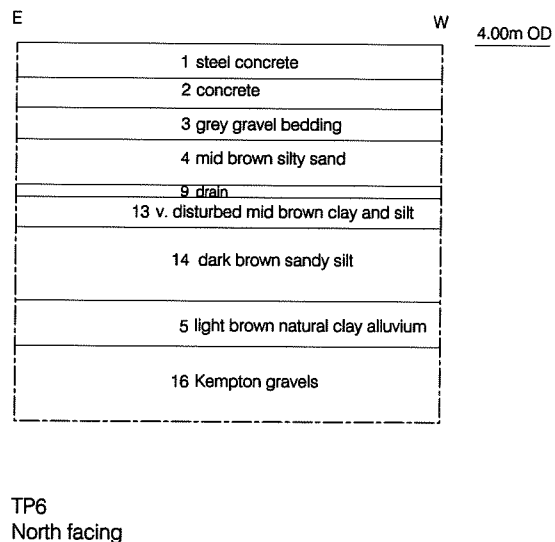 E
W
4.00m OD
1 steel concrete
2 concrete
3 grey gravel bedding
4 mid brown silty sand
9 drain
13 v. disturbed mid brown clay and silt
14 dark brown sandy silt
5 light brown natural clay alluvium
16 Kempton gravels
TP6
North facing